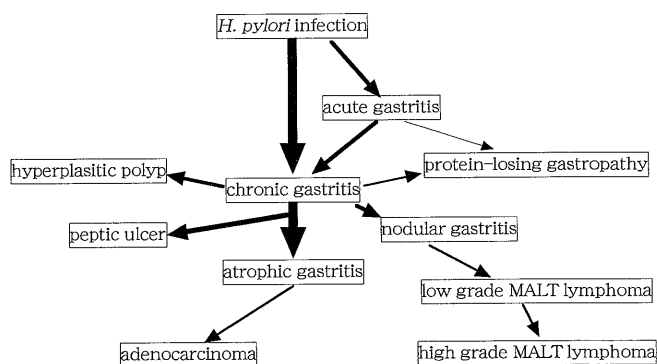 H. pylori infection
acute gastritis
protein-losing gastropathy
hyperplasitic polyp
chronic gastritis
peptic ulcer
nodular gastritis
atrophic gastritis
low grade MALT lymphoma
adenocarcinoma
high grade MALT lymphoma